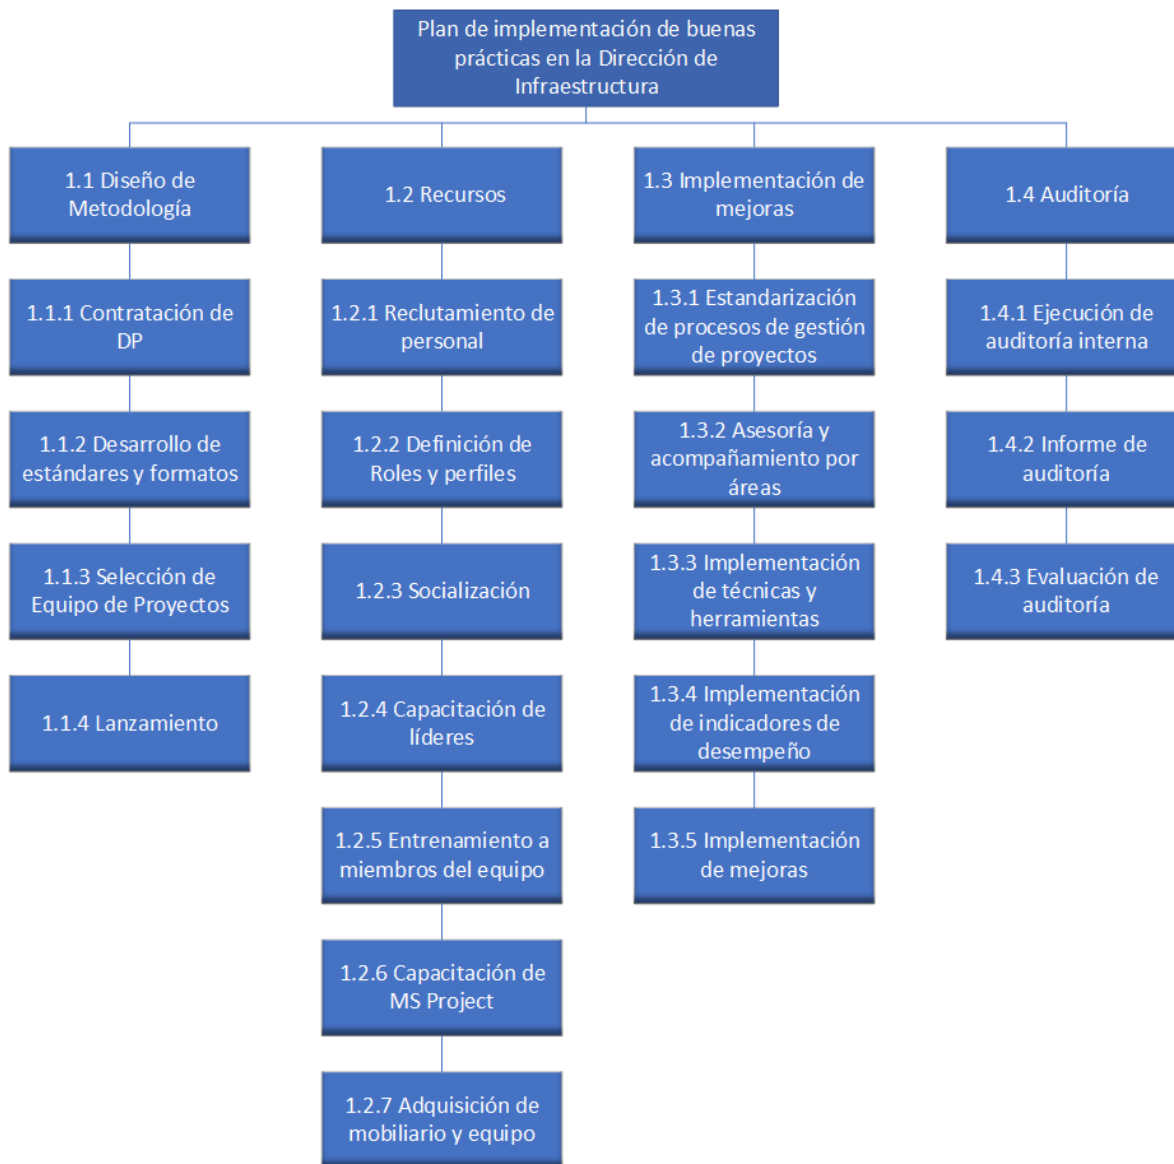 Plan de implementación de buenas
prácticas en la Dirección de
Infraestructura
1.1 Diseño de
Metodología
1.1.1 Contratación de
DP
1.1.2 Desarrollo de
estándares y formatos
1.1.3 Selección de
Equipo de Proyectos
1.1.4 Lanzamiento
1.2 Recursos
1.2.1 Reclutamiento de
personal
1.2.2 Definición de
Roles y perfiles
1.2.3 Socialización
1.2.4 Capacitación de
líderes
1.2.5 Entrenamiento a
miembros del equipo
1.2.6 Capacitación de
MS Project
1.2.7 Adquisición de
mobiliario y equipo
1.3 Implementación de
mejoras
1.3.1 Estandarización
de procesos de gestión
de proyectos
1.3.2 Asesoría y
acompañamiento por
áreas
1.3.3 Implementación
de técnicas y
herramientas
1.3.4 Implementación
de indicadores de
desempeño
1.3.5 Implementación
de mejoras
1.4 Auditoría
1.4.1 Ejecución de
auditoría interna
1.4.2 Informe de
auditoría
1.4.3 Evaluación de
auditoría